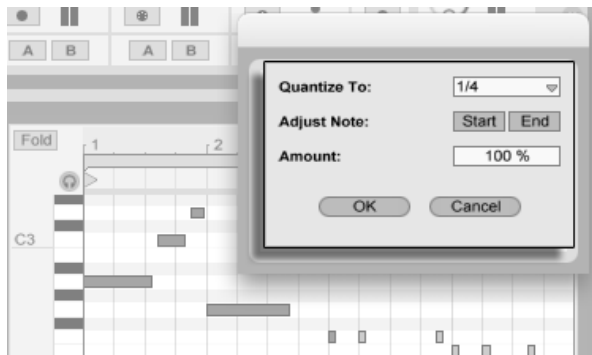 A B
A B
Quantize To: 1/4
Adjust Note: Start End
Amount: 100 %
OK Cancel
Fold
1 2
C3